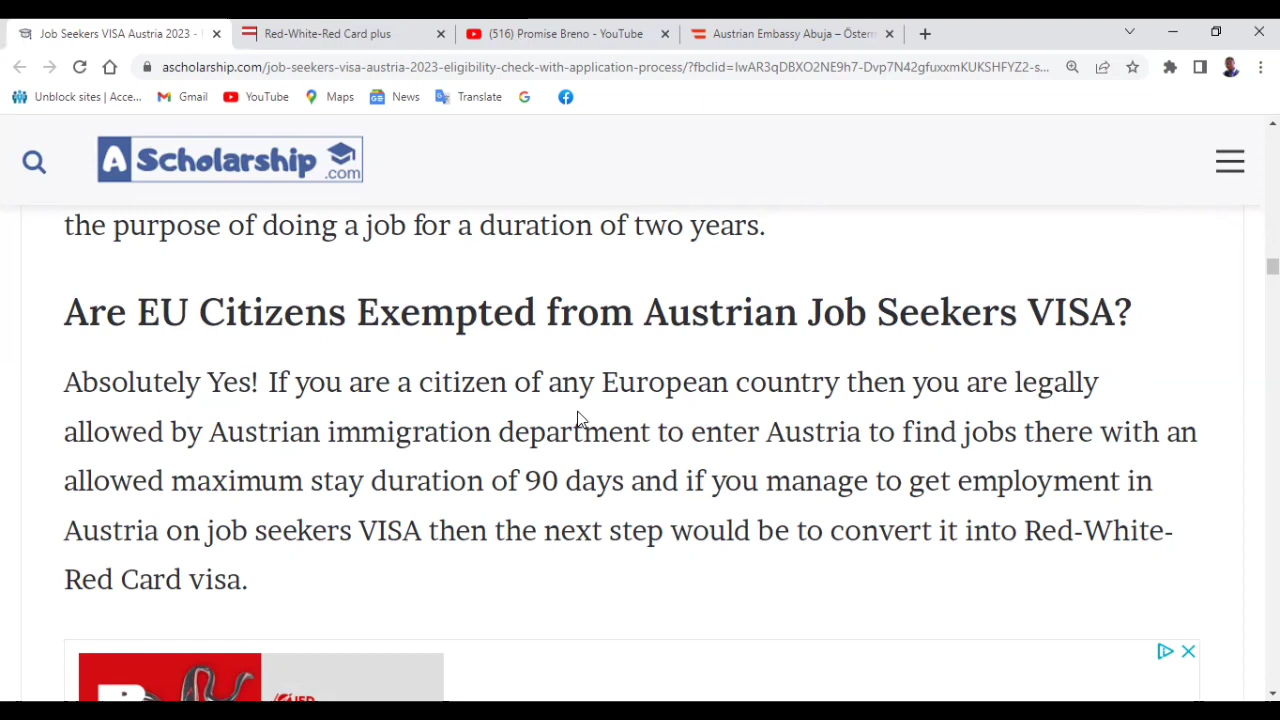 Job Seekers VISA Austria 2023 -
Red-White-Red Card plus
(516) Promise Breno - YouTube
Austrian Embassy Abuja – Österr
ascholarship.com/job-seekers-visa-austria-2023-eligibility-check-with-application-process/?fbclid=IwAR3qDBXO2NE9h7-Dvp7N42gfuxxmKUKSHFYZ2-s...
Unblock sites | Acce...
Gmail
YouTube
Maps
News
Translate
A Scholarship .com
the purpose of doing a job for a duration of two years.
Are EU Citizens Exempted from Austrian Job Seekers VISA?
Absolutely Yes! If you are a citizen of any European country then you are legally
allowed by Austrian immigration department to enter Austria to find jobs there with an
allowed maximum stay duration of 90 days and if you manage to get employment in
Austria on job seekers VISA then the next step would be to convert it into Red-White-
Red Card visa.